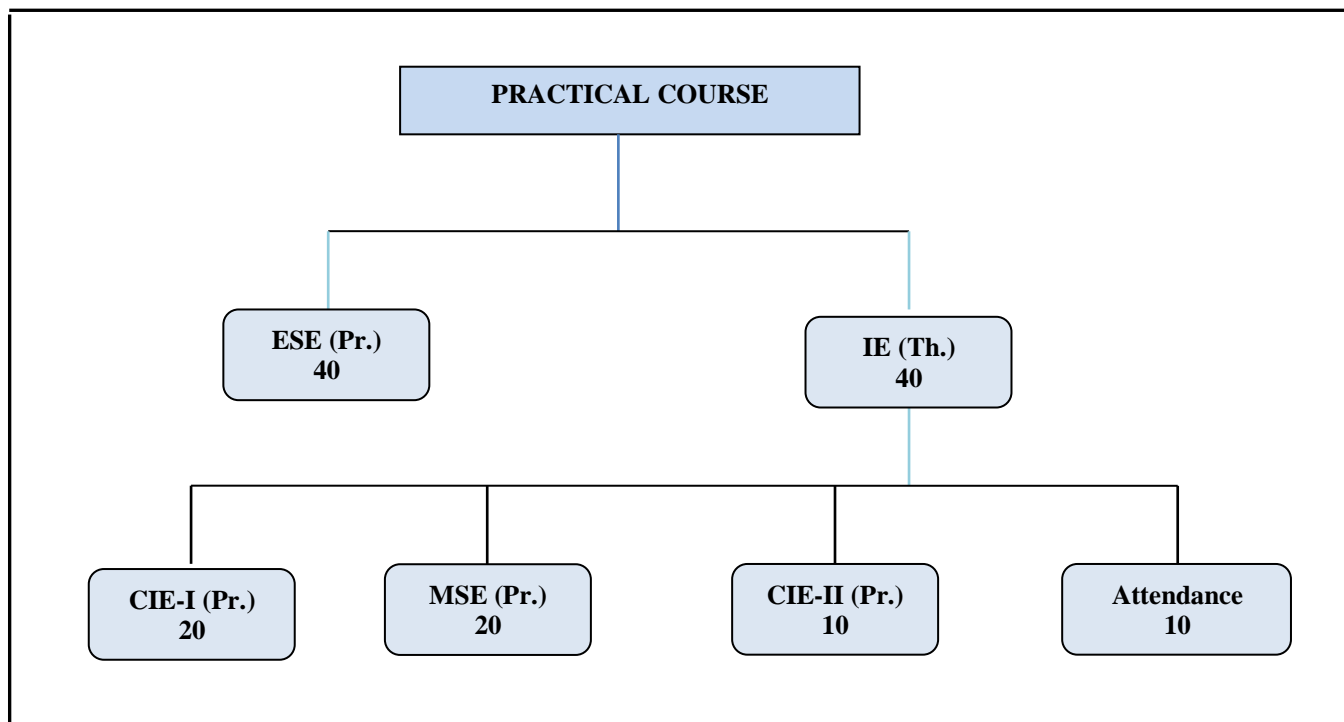 PRACTICAL COURSE
ESE (Pr.)
40
IE (Th.)
40
CIE-I (Pr.)
20
MSE (Pr.)
20
CIE-II (Pr.)
10
Attendance
10